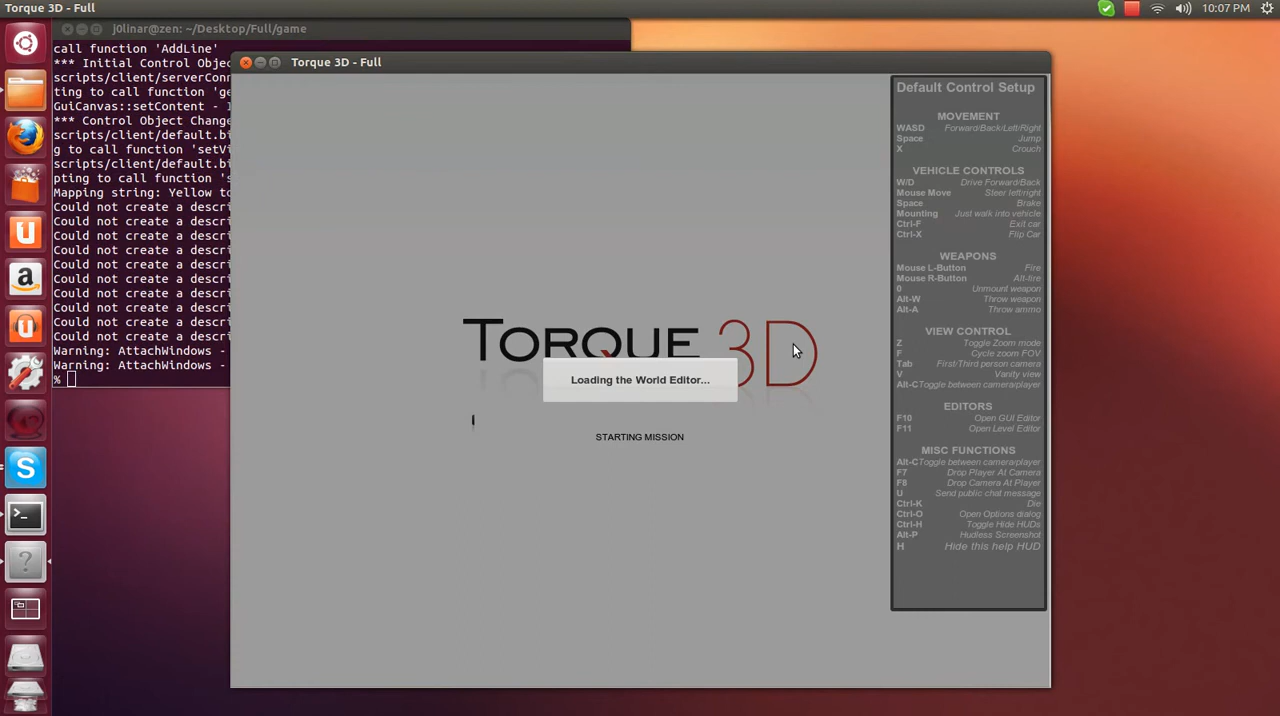 Torque 3D - Full
10:07 PM
j0linar@zen: ~/Desktop/Full/game
call function 'AddLine'
*** Initial Control Objec
scripts/client/serverConn
ting to call function 'ge
GuiCanvas::setContent - 1
*** Control Object Change
scripts/client/default.bi
g to call function 'setVi
scripts/client/default.bi
pting to call function 's
Mapping string: Yellow to
Could not create a descri
Could not create a descri
Could not create a descri
Could not create a descri
Could not create a descri
Could not create a descri
Could not create a descri
Could not create a descri
Could not create a descri
Could not create a descri
Warning: AttachWindows -
Warning: AttachWindows -
%
Torque 3D - Full
TORQUE 3D
Loading the World Editor...
STARTING MISSION
Default Control Setup
MOVEMENT
WASD Forward/Back/Left/Right
Space Jump
X Crouch
VEHICLE CONTROLS
W/D Drive Forward/Back
Mouse Move Steer left/right
Space Brake
Mounting Just walk into vehicle
Ctrl-F Exit car
Ctrl-X Flip Car
WEAPONS
Mouse L-Button Fire
Mouse R-Button Alt-fire
0 Unmount weapon
Alt-W Throw weapon
Alt-A Throw ammo
VIEW CONTROL
Z Toggle Zoom mode
F Cycle zoom FOV
Tab First/Third person camera
V Vanity view
Alt-C Toggle between camera/player
EDITORS
F10 Open GUI Editor
F11 Open Level Editor
MISC FUNCTIONS
Alt-C Toggle between camera/player
F7 Drop Player At Camera
F8 Drop Camera At Player
U Send public chat message
Ctrl-K Die
Ctrl-O Open Options dialog
Ctrl-H Toggle Hide HUDs
Alt-P Hudless Screenshot
H Hide this help HUD